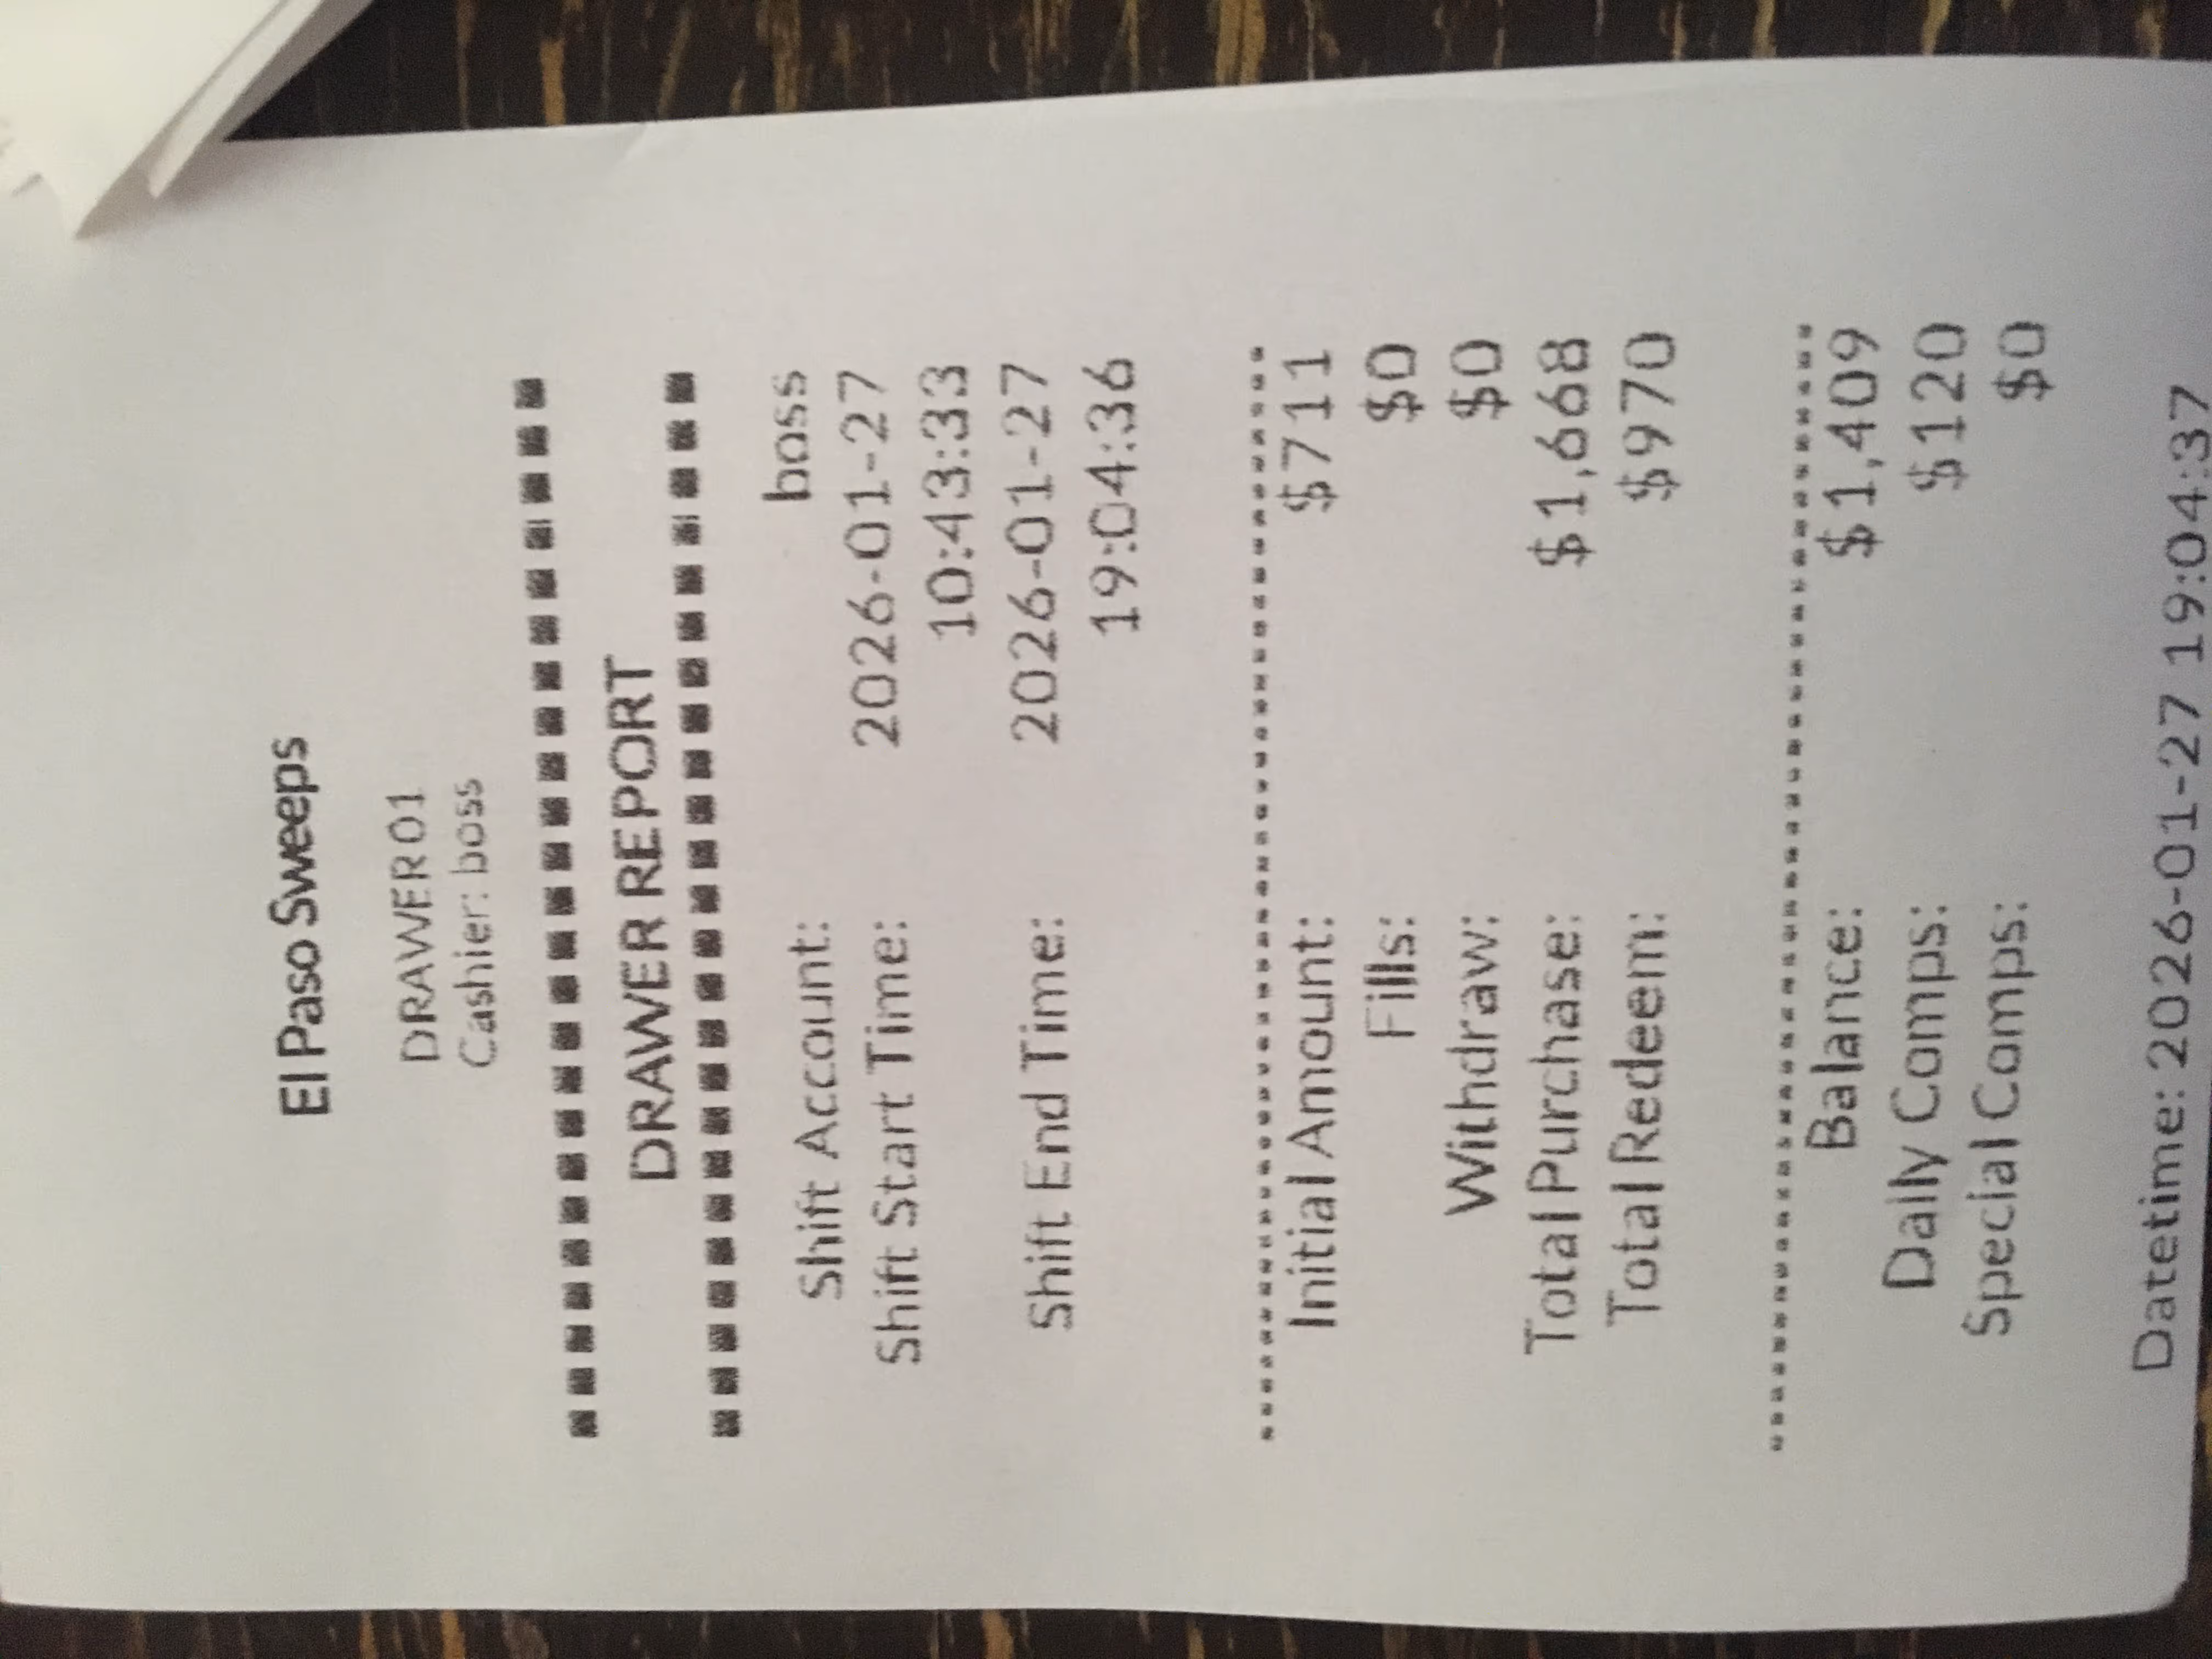 El Paso Sweeps
DRAWER01
Cashier: boss
DRAWER REPORT
Shift Account: boss
Shift Start Time: 2026-01-27
10:43:33
Shift End Time: 2026-01-27
19:04:36
Initial Amount: $711
Fills: $0
Withdraw: $0
Total Purchase: $1,668
Total Redeem: $970
Balance: $1,409
Daily Comps: $120
Special Comps: $0
Datetime: 2026-01-27 19:04:37